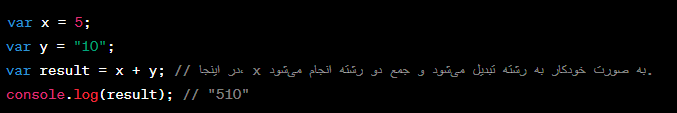 var x = 5;
var y = "10";
var result = x + y; // در اینجا، x به صورت خودکار به رشته تبدیل می‌شود و جمع دو رشته انجام می‌شود.
console.log(result); // "510"